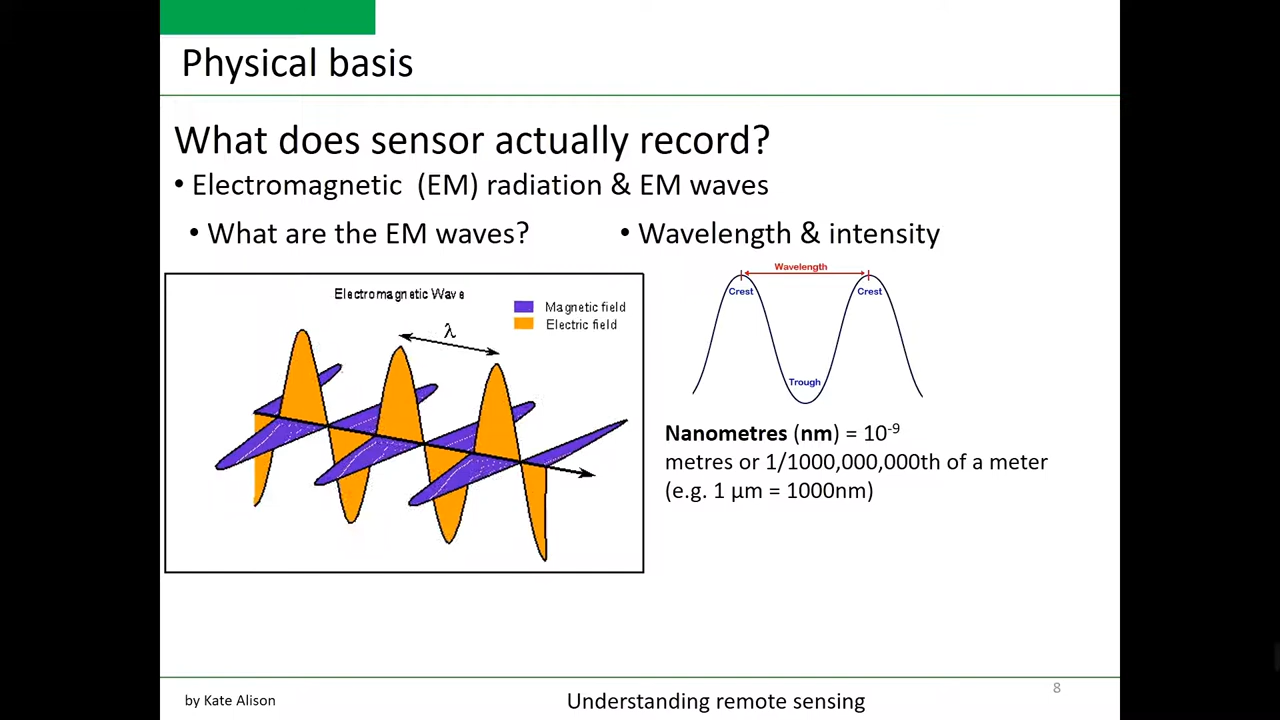 Physical basis
What does sensor actually record?
• Electromagnetic (EM) radiation & EM waves
• What are the EM waves?
• Wavelength & intensity
Electromagnetic Wave
Magnetic field
Electric field
λ
Wavelength
Crest
Crest
Trough
Nanometres (nm) = 10⁻⁹
metres or 1/1000,000,000th of a meter
(e.g. 1 µm = 1000nm)
by Kate Alison
Understanding remote sensing
8